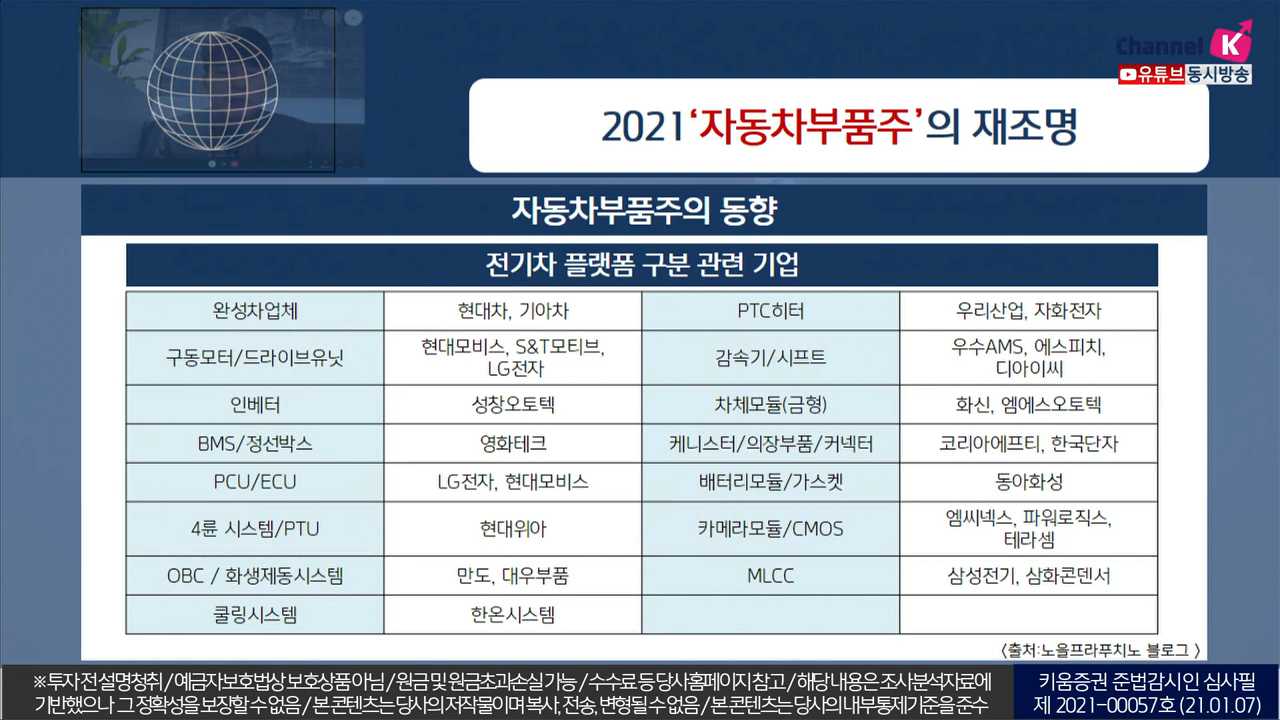 Channel K
유튜브동시방송
2021‘자동차부품주’의 재조명
자동차부품주의 동향
전기차 플랫폼 구분 관련 기업
완성차업체 현대차, 기아차 PTC히터 우리산업, 자화전자
구동모터/드라이브유닛 현대모비스, S&T모티브, 감속기/시프트 우수AMS, 에스피치,
LG전자 디아이씨
인베터 성창오토텍 차체모듈(금형) 화신, 엠에스오토텍
BMS/정선박스 영화테크 케니스터/의장부품/커넥터 코리아에프티, 한국단자
PCU/ECU LG전자, 현대모비스 배터리모듈/가스켓 동아화성
4륜 시스템/PTU 현대위아 카메라모듈/CMOS 엠씨넥스, 파워로직스,
테라셈
OBC / 화생제동시스템 만도, 대우부품 MLCC 삼성전기, 삼화콘덴서
쿨링시스템 한온시스템
<출처:노을프라푸치노 블로그 >
※ 투자 전 설명청취 / 예금자보호법상 보호상품 아님 / 원금 및 원금초과손실 가능 / 수수료 등 당사홈페이지 참고 / 해당 내용은 조사분석자료에
기반했으나 그 정확성을 보장할 수 없음 / 본 콘텐츠는 당사의 저작물이며 복사, 전송, 변형될 수 없음 / 본 콘텐츠는 당사의 내부통제기준을 준수
키움증권 준법감시인 심사필
제 2021-00057호 (21.01.07)